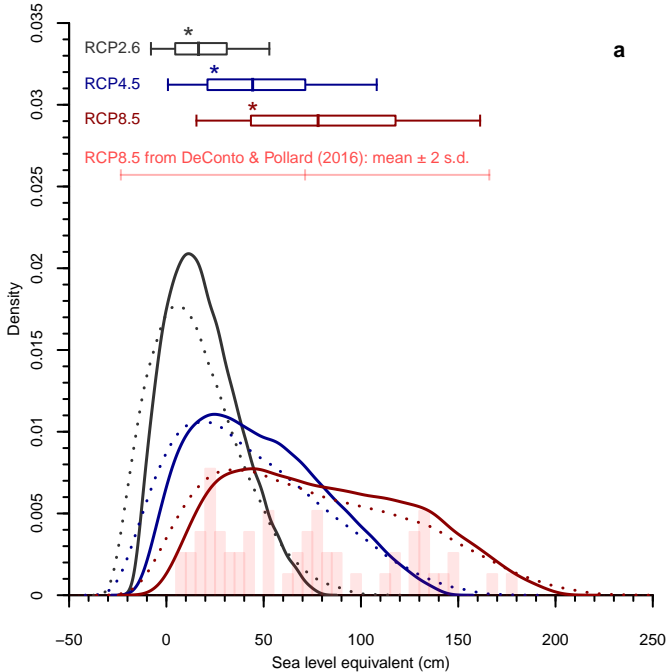 0.035
a
RCP2.6
*
RCP4.5
*
RCP8.5
*
0.03
RCP8.5 from DeConto & Pollard (2016): mean ± 2 s.d.
0.025
0.02
Density
0.015
0.01
0.005
0
−50 0 50 100 150 200 250
Sea level equivalent (cm)